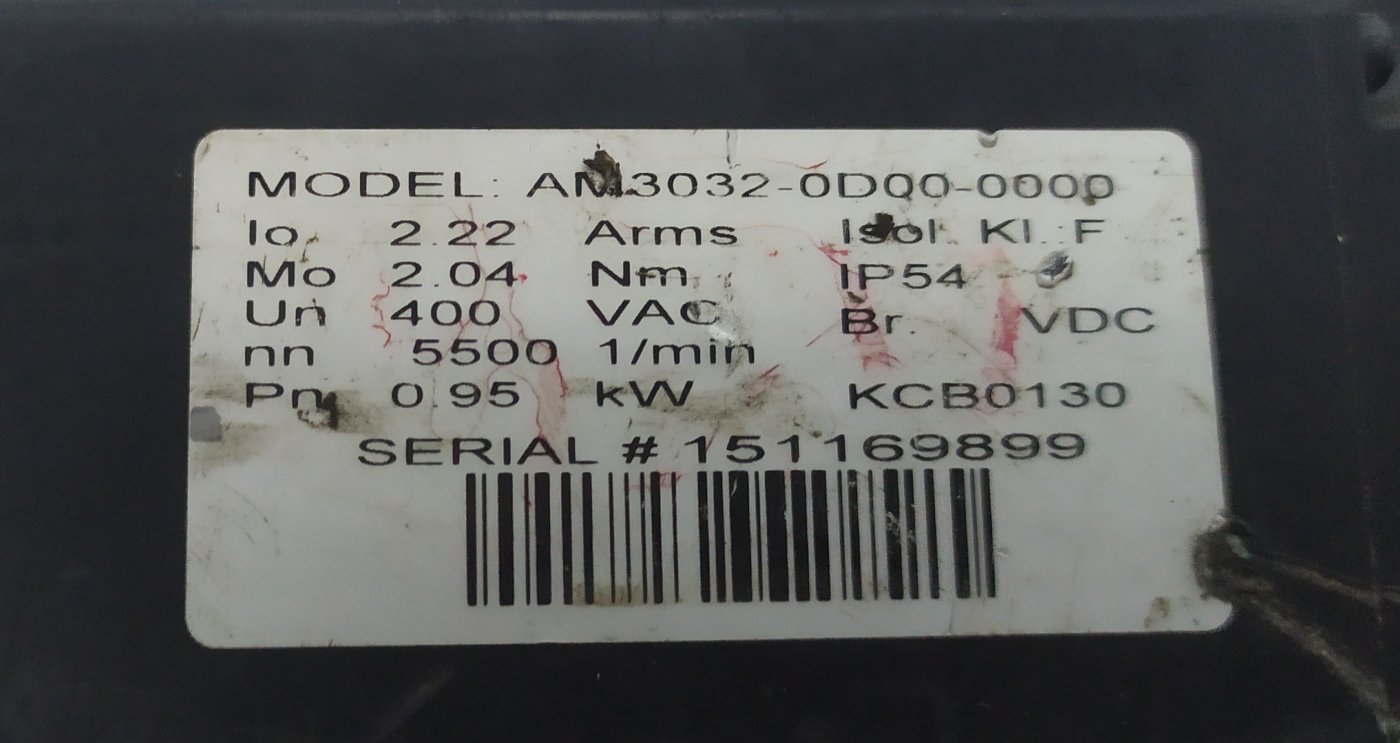 MODEL: AM3032-0D00-0000
Io 2.22 Arms Isol. Kl. F
Mo 2.04 Nm IP54
Un 400 VAC Br. VDC
nn 5500 1/min
Pn 0.95 kW KCB0130
SERIAL # 151169899